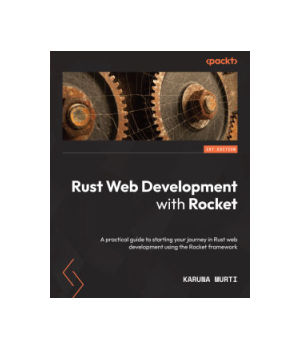 <packt>
1ST EDITION
Rust Web Development
with Rocket
A practical guide to starting your journey in Rust web
development using the Rocket framework
KARUNA MURTI